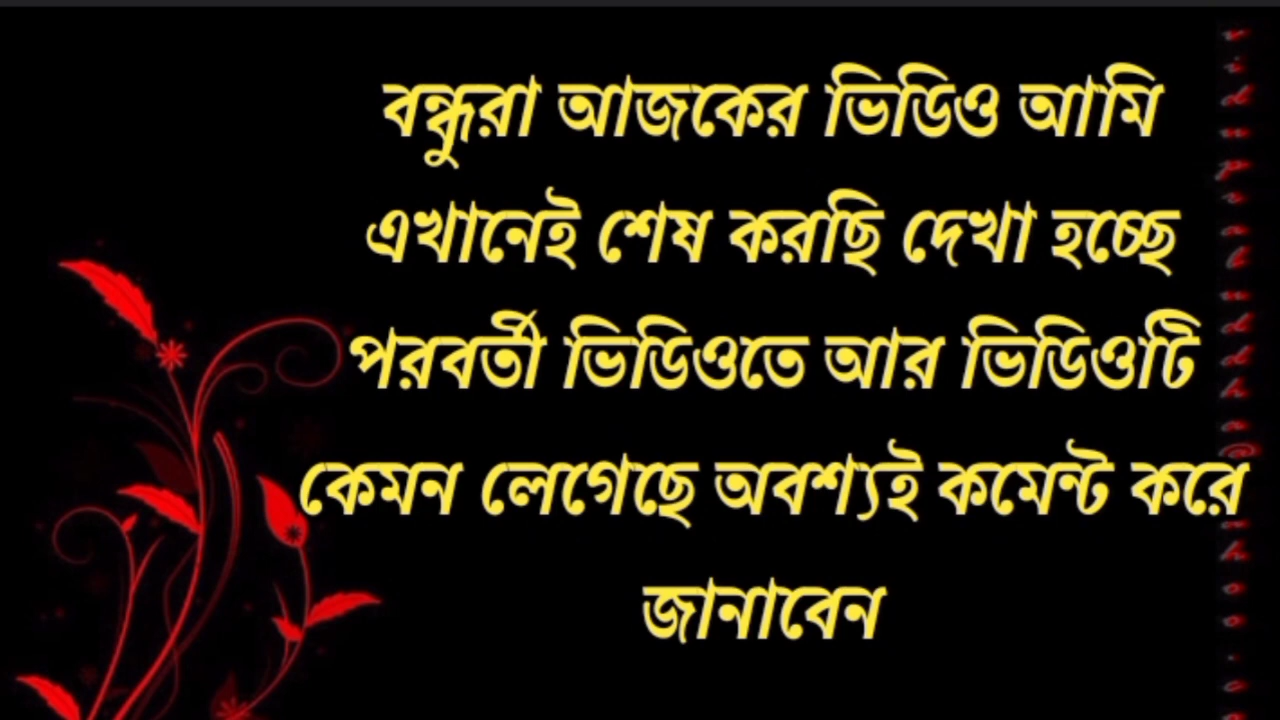 বন্ধুরা আজকের ভিডিও আমি
এখানেই শেষ করছি দেখা হচ্ছে
পরবর্তী ভিডিওতে আর ভিডিওটি
কেমন লেগেছে অবশ্যই কমেন্ট করে
জানাবেন